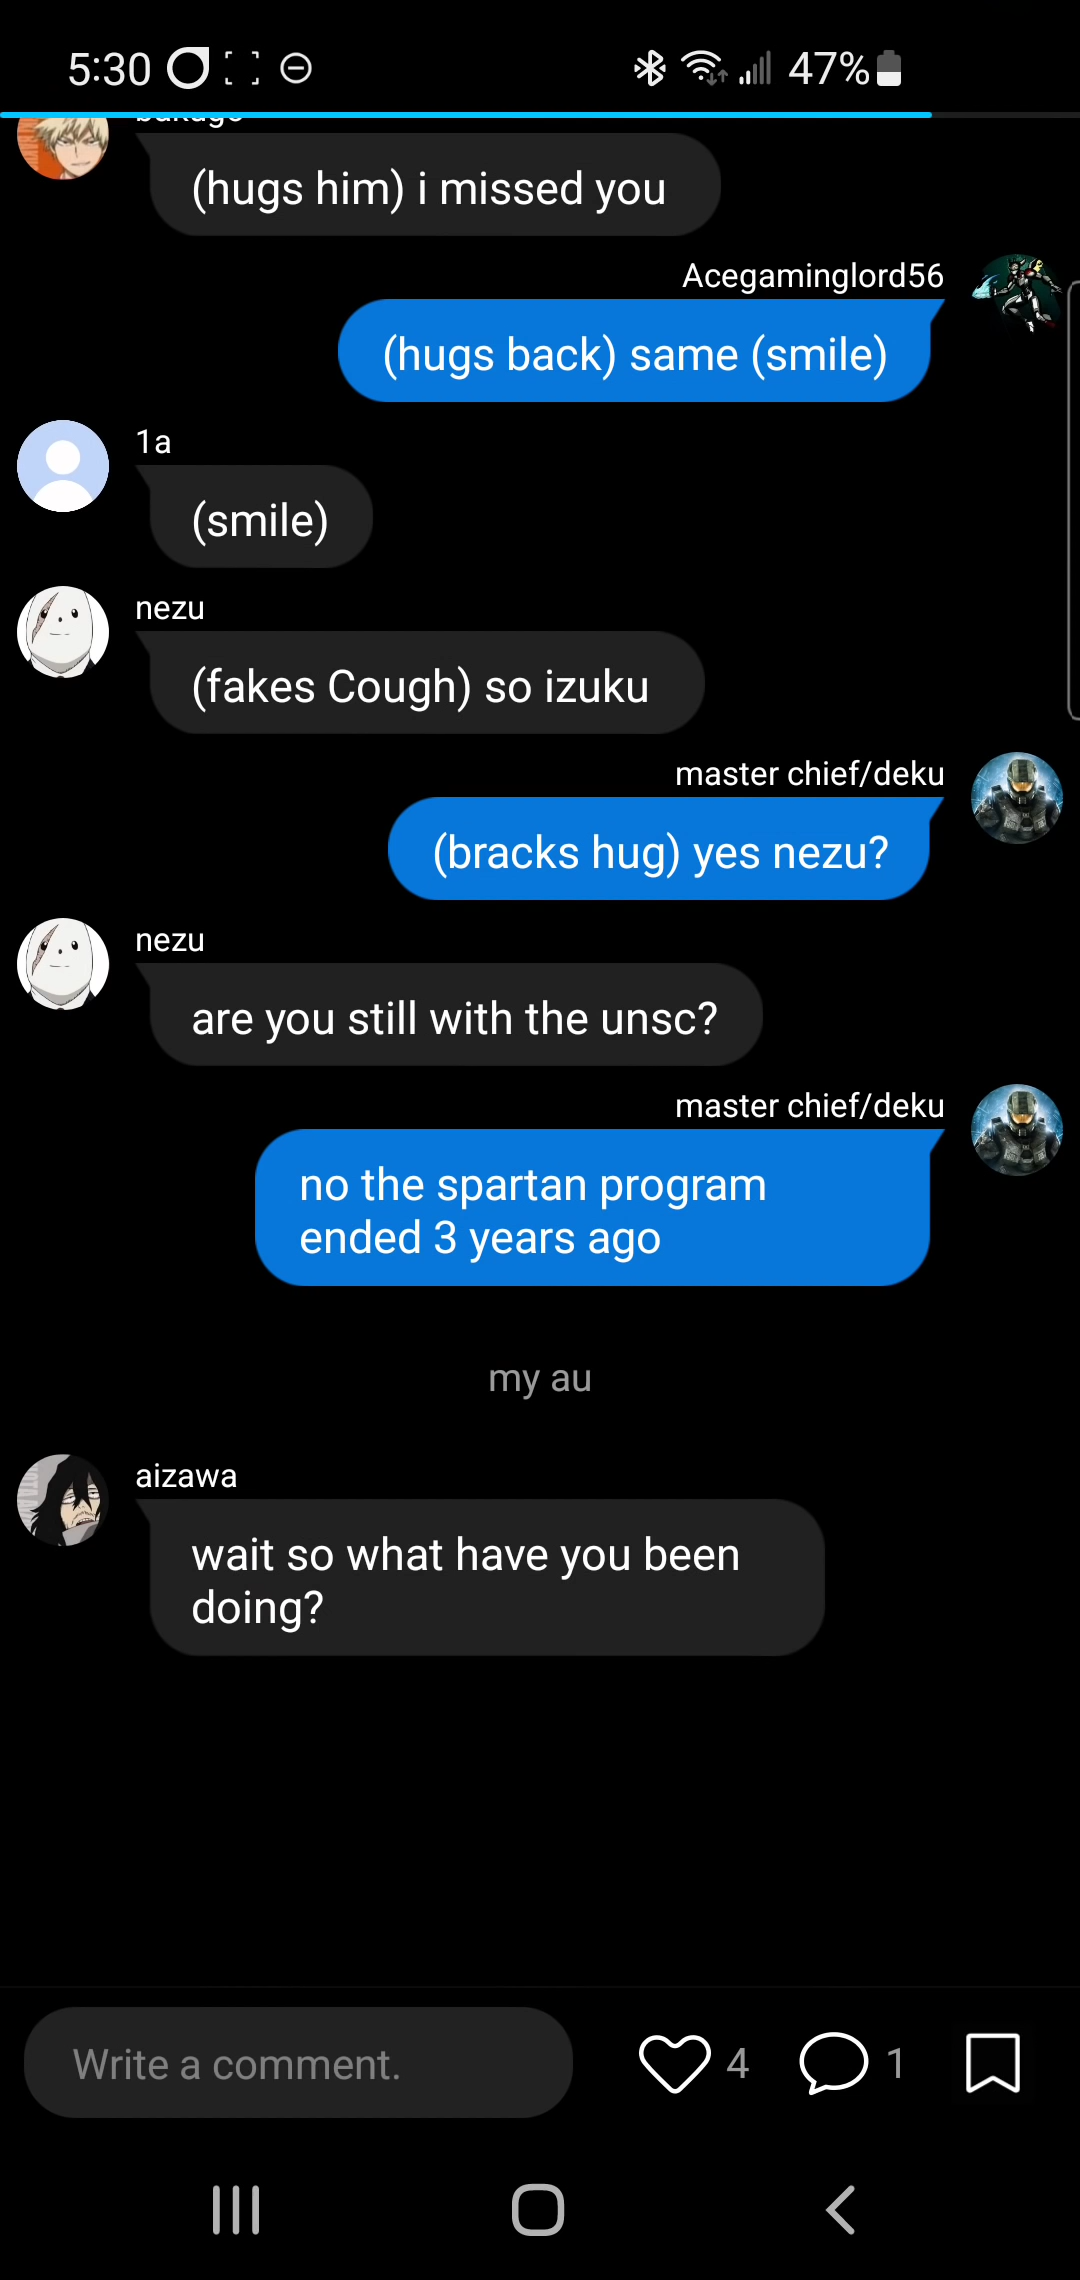 5:30
47%
(hugs him) i missed you
Acegaminglord56
(hugs back) same (smile)
1a
(smile)
nezu
(fakes Cough) so izuku
master chief/deku
(bracks hug) yes nezu?
nezu
are you still with the unsc?
master chief/deku
no the spartan program
ended 3 years ago
my au
aizawa
wait so what have you been
doing?
Write a comment.
4
1